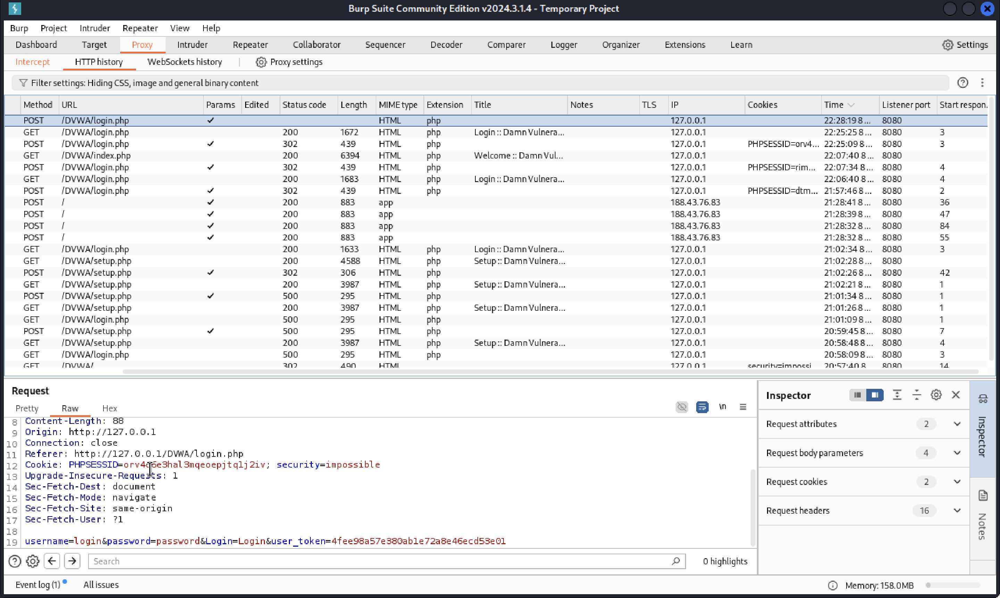 Burp Suite Community Edition v2024.3.1.4 - Temporary Project
Burp Project Intruder Repeater View Help
Dashboard Target Proxy Intruder Repeater Collaborator Sequencer Decoder Comparer Logger Organizer Extensions Learn Settings
Intercept HTTP history WebSockets history | Proxy settings
Filter settings: Hiding CSS, image and general binary content
Method URL Params Edited Status code Length MIME type Extension Title Notes TLS IP Cookies Time Listener port Start respon.
POST /DVWA/login.php ✓ HTML php 127.0.0.1 22:28:19 8... 8080
GET /DVWA/login.php 200 1672 HTML php Login :: Damn Vulnera... 127.0.0.1 22:25:25 8... 8080 3
POST /DVWA/login.php ✓ 302 439 HTML php 127.0.0.1 PHPSESSID=orv4... 22:25:09 8... 8080 3
GET /DVWA/index.php 200 6394 HTML php Welcome :: Damn Vul... 127.0.0.1 22:07:40 8... 8080
POST /DVWA/login.php ✓ 302 439 HTML php 127.0.0.1 PHPSESSID=rim... 22:07:34 8... 8080 4
GET /DVWA/login.php 200 1683 HTML php Login :: Damn Vulnera... 127.0.0.1 22:06:40 8... 8080 4
POST /DVWA/login.php ✓ 302 439 HTML php 127.0.0.1 PHPSESSID=dtm... 21:57:46 8... 8080 2
POST / ✓ 200 883 app 188.43.76.83 21:28:41 8... 8080 36
POST / ✓ 200 883 app 188.43.76.83 21:28:39 8... 8080 47
POST / ✓ 200 883 app 188.43.76.83 21:28:32 8... 8080 84
POST / ✓ 200 883 app 188.43.76.83 21:28:32 8... 8080 55
GET /DVWA/login.php 200 1633 HTML php Login :: Damn Vulnera... 127.0.0.1 21:02:34 8... 8080 3
GET /DVWA/setup.php 200 4588 HTML php Setup :: Damn Vulnera... 127.0.0.1 21:02:28 8... 8080
POST /DVWA/setup.php ✓ 302 306 HTML php 127.0.0.1 21:02:26 8... 8080 42
GET /DVWA/setup.php 200 3987 HTML php Setup :: Damn Vulnera... 127.0.0.1 21:02:21 8... 8080 1
POST /DVWA/setup.php ✓ 500 295 HTML php 127.0.0.1 21:01:34 8... 8080 1
GET /DVWA/setup.php 200 3987 HTML php Setup :: Damn Vulnera... 127.0.0.1 21:01:26 8... 8080 1
GET /DVWA/login.php 500 295 HTML php 127.0.0.1 21:01:09 8... 8080 1
POST /DVWA/setup.php ✓ 500 295 HTML php 127.0.0.1 20:59:45 8... 8080 7
GET /DVWA/setup.php 200 3987 HTML php Setup :: Damn Vulnera... 127.0.0.1 20:58:48 8... 8080 4
GET /DVWA/login.php 500 295 HTML php 127.0.0.1 20:58:09 8... 8080 3
GET /DVWA/ 302 490 HTML 127.0.0.1 security=impossi 20:57:40 8 8080 14
Request
Pretty Raw Hex \n
8 Content-Length: 88
9 Origin: http://127.0.0.1
10 Connection: close
11 Referer: http://127.0.0.1/DVWA/login.php
12 Cookie: security=impossible
13 Upgrade-Insecure-Requests: 1
14 Sec-Fetch-Dest: document
15 Sec-Fetch-Mode: navigate
16 Sec-Fetch-Site: same-origin
17 Sec-Fetch-User: ?1
18
19 username=login&password=password&Login=Login&user_token=4fee98a57e380ab1e72a8e46ecd53e01
Search 0 highlights
Inspector
Request attributes 2
Request body parameters 4
Request cookies 2
Request headers 16
Inspector
Notes
Event log (1) All issues Memory: 158.0MB